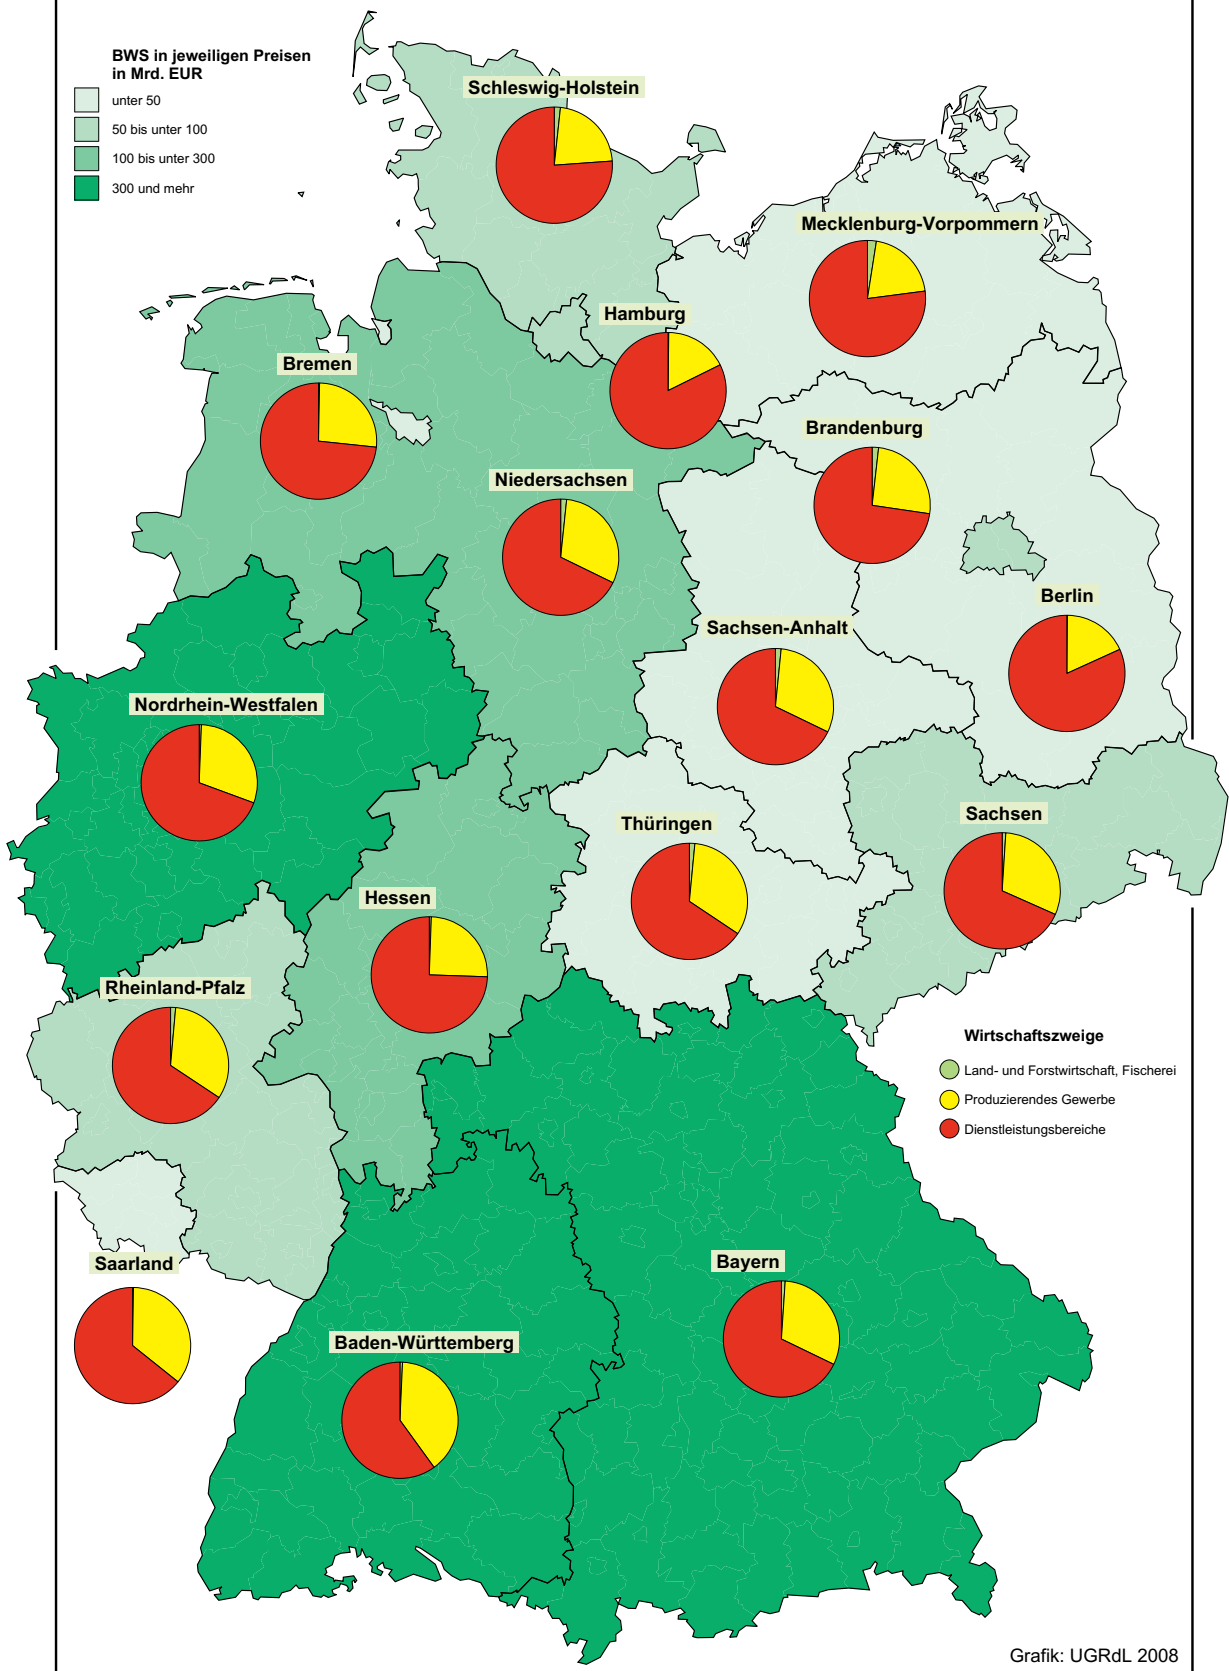 BWS in jeweiligen Preisen
in Mrd. EUR
unter 50
50 bis unter 100
100 bis unter 300
300 und mehr
Schleswig-Holstein
Mecklenburg-Vorpommern
Hamburg
Bremen
Brandenburg
Niedersachsen
Berlin
Sachsen-Anhalt
Nordrhein-Westfalen
Sachsen
Thüringen
Hessen
Rheinland-Pfalz
Wirtschaftszweige
Land- und Forstwirtschaft, Fischerei
Produzierendes Gewerbe
Dienstleistungsbereiche
Saarland
Bayern
Baden-Württemberg
Grafik: UGRdL 2008